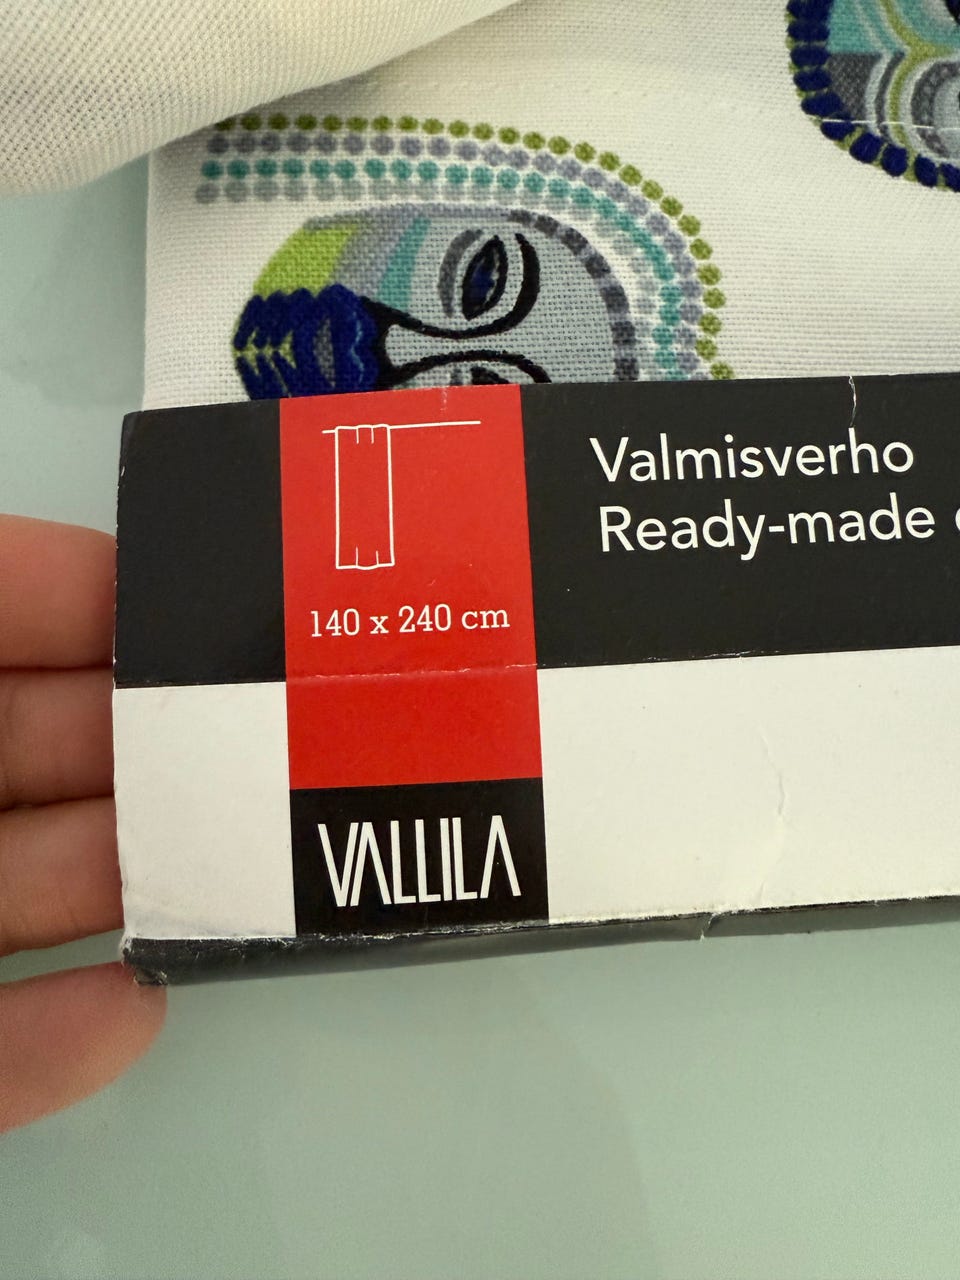 Valmisverho
Ready-made
140 x 240 cm
VALLILA